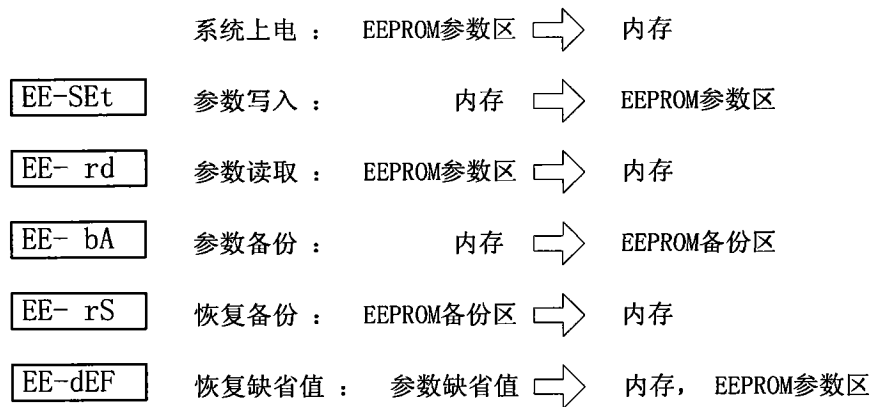 系统上电： EEPROM参数区 内存
EE-SEt 参数写入： 内存 EEPROM参数区
EE- rd 参数读取： EEPROM参数区 内存
EE- bA 参数备份： 内存 EEPROM备份区
EE- rS 恢复备份： EEPROM备份区 内存
EE-dEF 恢复缺省值： 参数缺省值 内存， EEPROM参数区